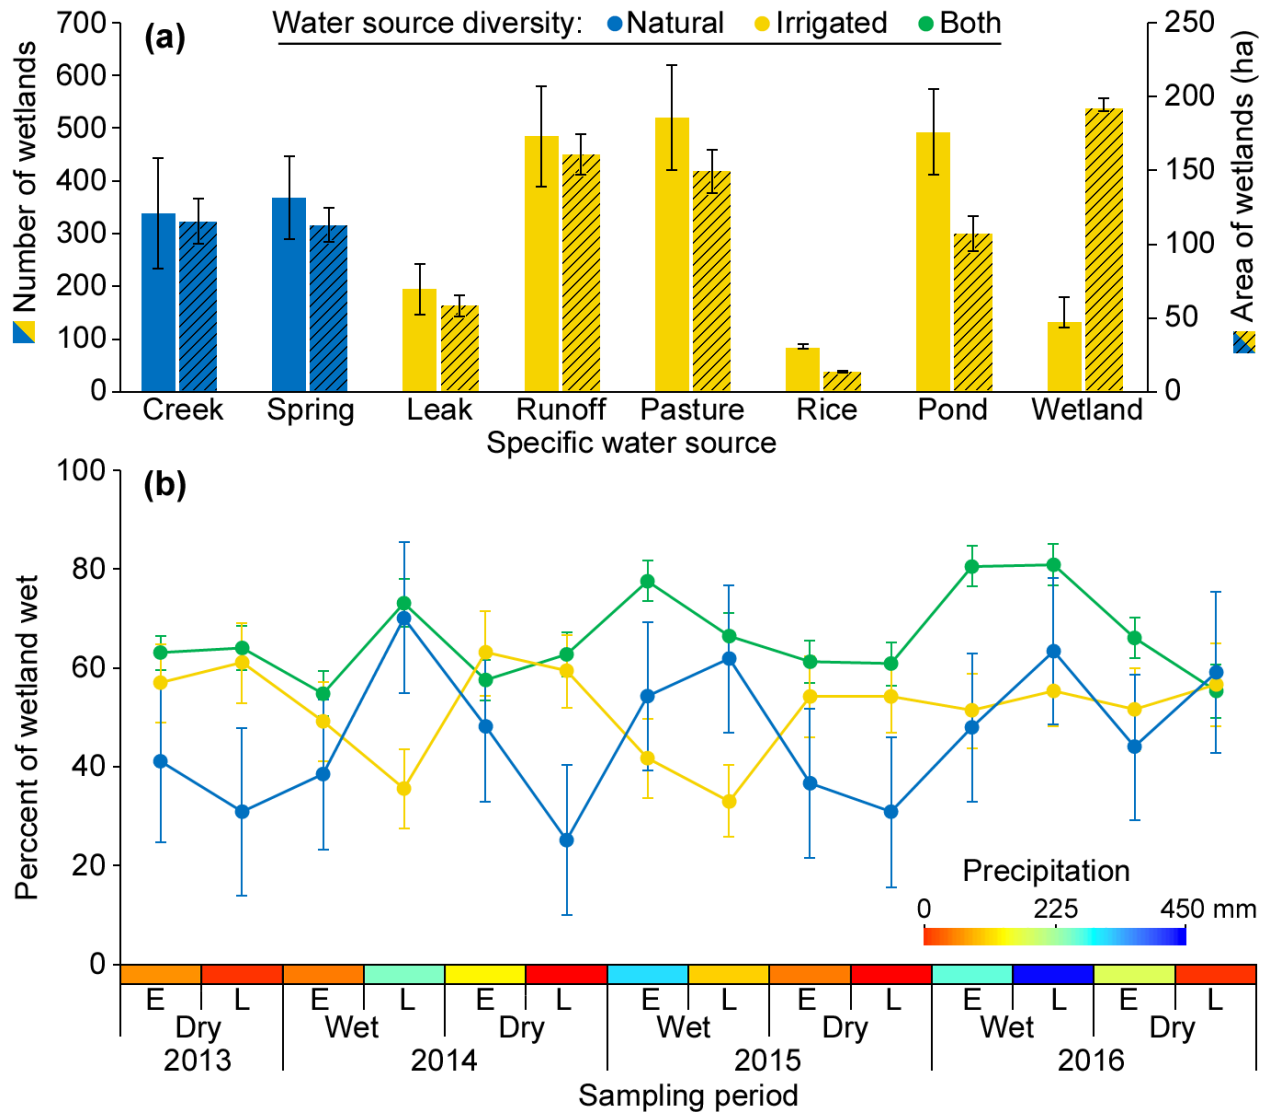 Water source diversity: Natural Irrigated Both
(a)
Number of wetlands
700
600
500
400
300
200
100
0
Area of wetlands (ha)
250
200
150
100
50
0
Creek Spring Leak Runoff Pasture Rice Pond Wetland
Specific water source
(b)
Perccent of wetland wet
100
80
60
40
20
0
Precipitation
0 225 450 mm
E L E L E L E L E L E L E L
Dry Wet Dry Wet Dry Wet Dry
2013 2014 2015 2016
Sampling period